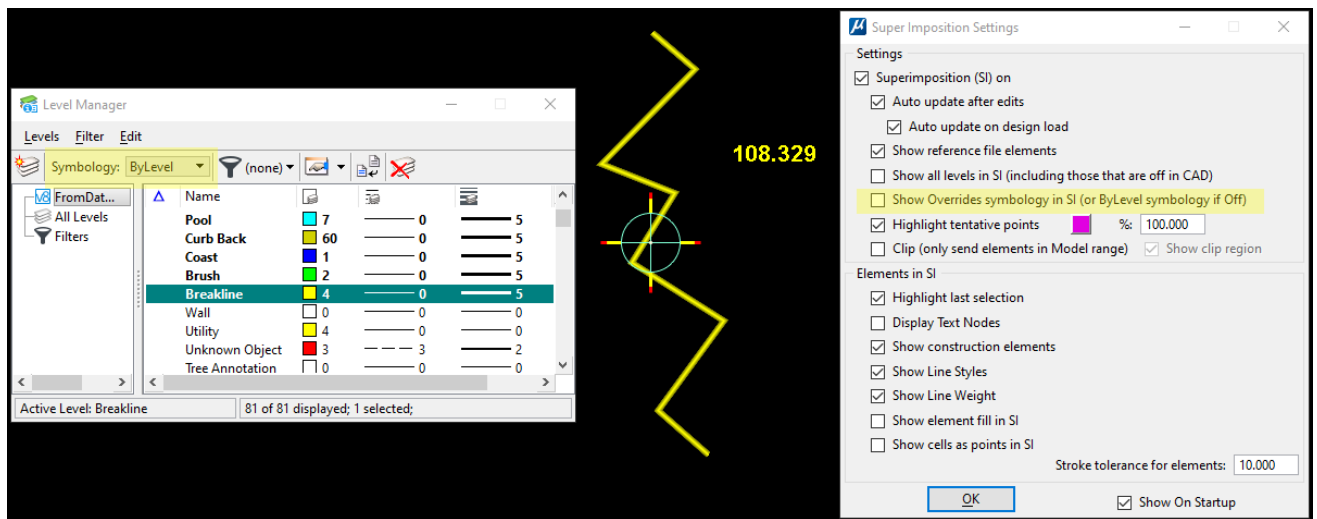 Level Manager
Levels Filter Edit
Symbology: ByLevel (none)
FromDat...
All Levels
Filters
Name
Pool 7 0 5
Curb Back 60 0 5
Coast 1 0 5
Brush 2 0 5
Breakline 4 0 5
Wall 0 0 0
Utility 4 0 0
Unknown Object 3 3 2
Tree Annotation 0 0 0
Active Level: Breakline 81 of 81 displayed; 1 selected;
108.329
Super Imposition Settings
Settings
Superimposition (SI) on
Auto update after edits
Auto update on design load
Show reference file elements
Show all levels in SI (including those that are off in CAD)
Show Overrides symbology in SI (or ByLevel symbology if Off)
Highlight tentative points %: 100.000
Clip (only send elements in Model range) Show clip region
Elements in SI
Highlight last selection
Display Text Nodes
Show construction elements
Show Line Styles
Show Line Weight
Show element fill in SI
Show cells as points in SI
Stroke tolerance for elements: 10.000
OK Show On Startup